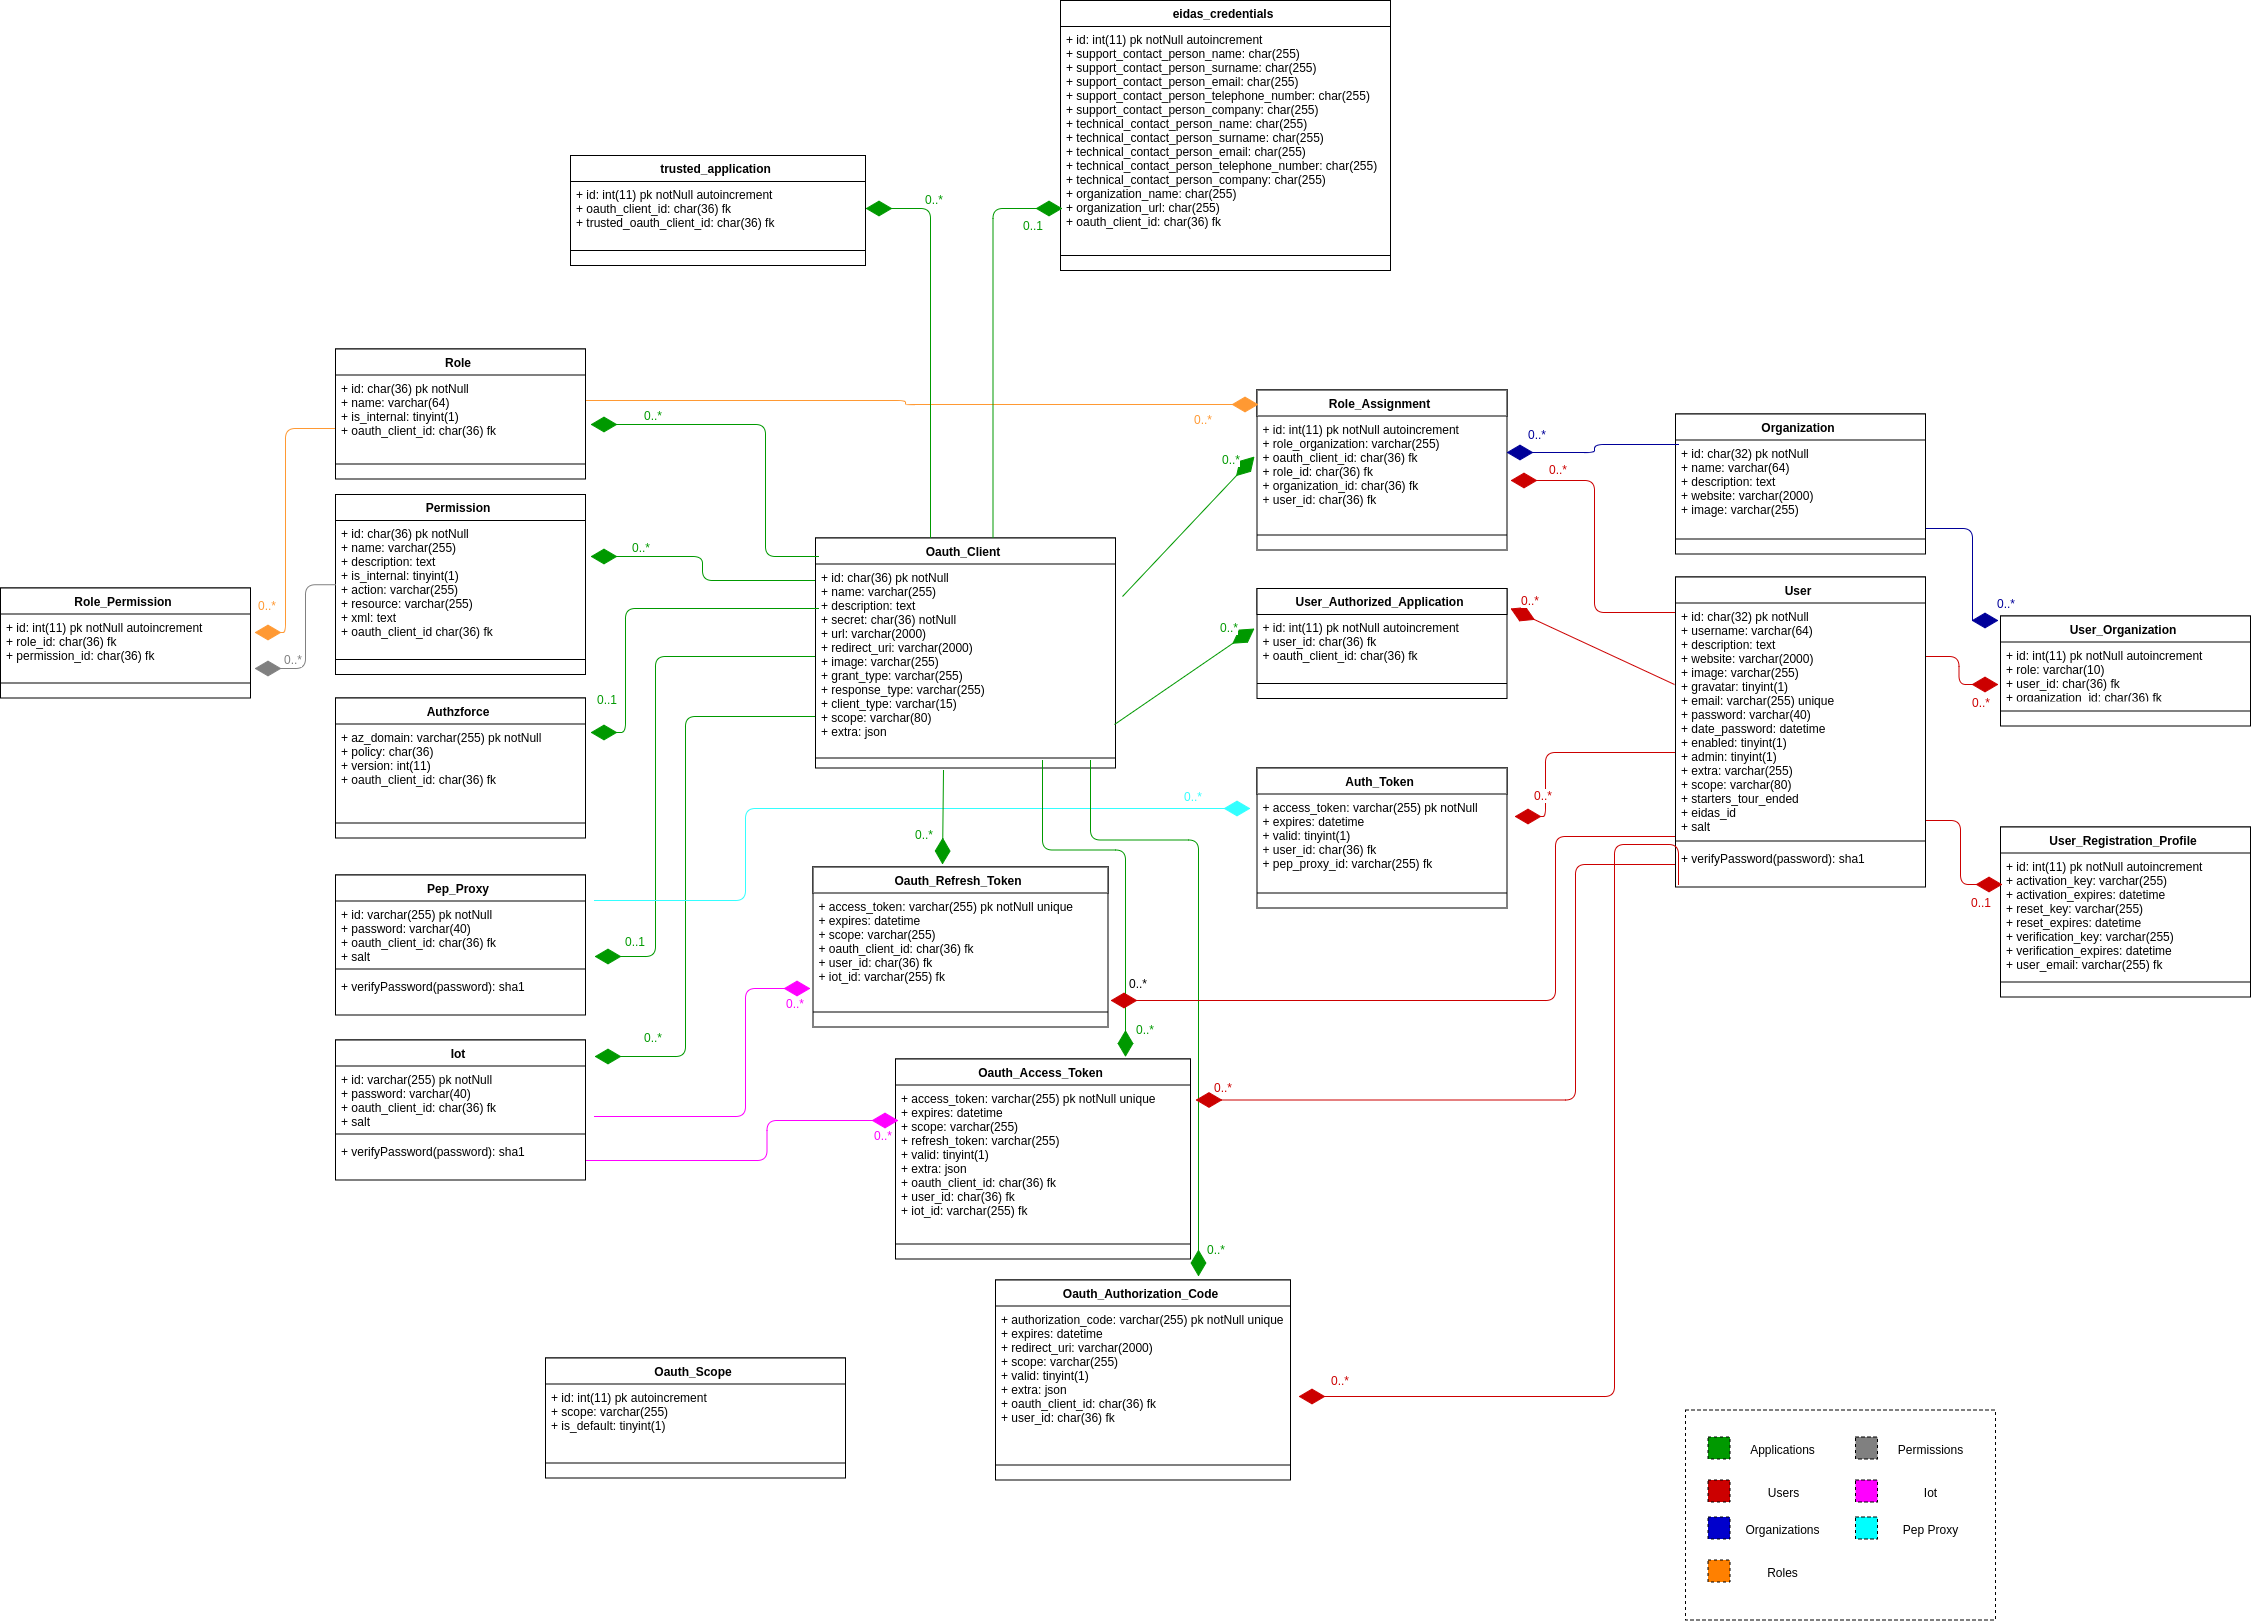 eidas_credentials
+ id: int(11) pk notNull autoincrement
+ support_contact_person_name: char(255)
+ support_contact_person_surname: char(255)
+ support_contact_person_email: char(255)
+ support_contact_person_telephone_number: char(255)
+ support_contact_person_company: char(255)
+ technical_contact_person_name: char(255)
+ technical_contact_person_surname: char(255)
+ technical_contact_person_email: char(255)
+ technical_contact_person_telephone_number: char(255)
+ technical_contact_person_company: char(255)
+ organization_name: char(255)
+ organization_url: char(255)
+ oauth_client_id: char(36) fk
0..1
trusted_application
+ id: int(11) pk notNull autoincrement
+ oauth_client_id: char(36) fk
+ trusted_oauth_client_id: char(36) fk
0..*
Role
+ id: char(36) pk notNull
+ name: varchar(64)
+ is_internal: tinyint(1)
+ oauth_client_id: char(36) fk
0..*
0..*
Role_Assignment
+ id: int(11) pk notNull autoincrement
+ role_organization: varchar(255)
+ oauth_client_id: char(36) fk
+ role_id: char(36) fk
+ organization_id: char(36) fk
+ user_id: char(36) fk
0..*
0..*
0..*
Organization
+ id: char(32) pk notNull
+ name: varchar(64)
+ description: text
+ website: varchar(2000)
+ image: varchar(255)
Permission
+ id: char(36) pk notNull
+ name: varchar(255)
+ description: text
+ is_internal: tinyint(1)
+ action: varchar(255)
+ resource: varchar(255)
+ xml: text
+ oauth_client_id char(36) fk
0..*
Oauth_Client
+ id: char(36) pk notNull
+ name: varchar(255)
+ description: text
+ secret: char(36) notNull
+ url: varchar(2000)
+ redirect_uri: varchar(2000)
+ image: varchar(255)
+ grant_type: varchar(255)
+ response_type: varchar(255)
+ client_type: varchar(15)
+ scope: varchar(80)
+ extra: json
Role_Permission
+ id: int(11) pk notNull autoincrement
+ role_id: char(36) fk
+ permission_id: char(36) fk
0..*
0..*
User_Authorized_Application
+ id: int(11) pk notNull autoincrement
+ user_id: char(36) fk
+ oauth_client_id: char(36) fk
0..*
0..*
User
+ id: char(32) pk notNull
+ username: varchar(64)
+ description: text
+ website: varchar(2000)
+ image: varchar(255)
+ gravatar: tinyint(1)
+ email: varchar(255) unique
+ password: varchar(40)
+ date_password: datetime
+ enabled: tinyint(1)
+ admin: tinyint(1)
+ extra: varchar(255)
+ scope: varchar(80)
+ starters_tour_ended
+ eidas_id
+ salt
+ verifyPassword(password): sha1
0..*
User_Organization
+ id: int(11) pk notNull autoincrement
+ role: varchar(10)
+ user_id: char(36) fk
+ organization_id: char(36) fk
0..*
Authzforce
+ az_domain: varchar(255) pk notNull
+ policy: char(36)
+ version: int(11)
+ oauth_client_id: char(36) fk
0..1
Auth_Token
+ access_token: varchar(255) pk notNull
+ expires: datetime
+ valid: tinyint(1)
+ user_id: char(36) fk
+ pep_proxy_id: varchar(255) fk
0..*
0..*
User_Registration_Profile
+ id: int(11) pk notNull autoincrement
+ activation_key: varchar(255)
+ activation_expires: datetime
+ reset_key: varchar(255)
+ reset_expires: datetime
+ verification_key: varchar(255)
+ verification_expires: datetime
+ user_email: varchar(255) fk
0..1
Pep_Proxy
+ id: varchar(255) pk notNull
+ password: varchar(40)
+ oauth_client_id: char(36) fk
+ salt
+ verifyPassword(password): sha1
0..1
0..*
Oauth_Refresh_Token
+ access_token: varchar(255) pk notNull unique
+ expires: datetime
+ scope: varchar(255)
+ oauth_client_id: char(36) fk
+ user_id: char(36) fk
+ iot_id: varchar(255) fk
0..*
0..*
Iot
+ id: varchar(255) pk notNull
+ password: varchar(40)
+ oauth_client_id: char(36) fk
+ salt
+ verifyPassword(password): sha1
0..*
0..*
Oauth_Access_Token
+ access_token: varchar(255) pk notNull unique
+ expires: datetime
+ scope: varchar(255)
+ refresh_token: varchar(255)
+ valid: tinyint(1)
+ extra: json
+ oauth_client_id: char(36) fk
+ user_id: char(36) fk
+ iot_id: varchar(255) fk
0..*
0..*
0..*
Oauth_Authorization_Code
+ authorization_code: varchar(255) pk notNull unique
+ expires: datetime
+ redirect_uri: varchar(2000)
+ scope: varchar(255)
+ valid: tinyint(1)
+ extra: json
+ oauth_client_id: char(36) fk
+ user_id: char(36) fk
0..*
Oauth_Scope
+ id: int(11) pk autoincrement
+ scope: varchar(255)
+ is_default: tinyint(1)
Applications
Permissions
Users
Iot
Organizations
Pep Proxy
Roles